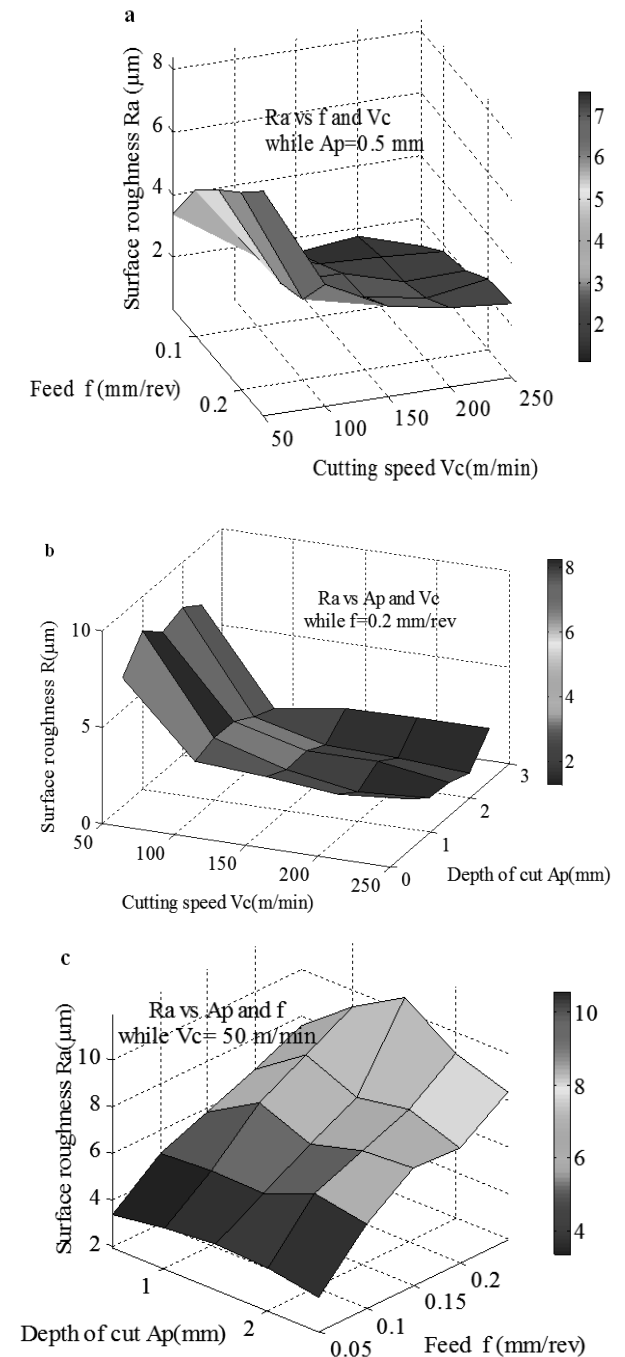 a
Surface roughness Ra (μm)
8
6
4
2
Ra vs f and Vc
while Ap=0.5 mm
7
6
5
4
3
2
0.1
0.2
Feed f (mm/rev)
50
100
150
200
250
Cutting speed Vc(m/min)
b
Surface roughness R(μm)
10
5
0
Ra vs Ap and Vc
while f=0.2 mm/rev
8
6
4
2
50
100
150
200
250
Cutting speed Vc(m/min)
0
1
2
3
Depth of cut Ap(mm)
c
Surface roughness Ra(μm)
10
8
6
4
2
Ra vs Ap and f
while Vc= 50 m/min
10
8
6
4
1
2
Depth of cut Ap(mm)
0.05
0.1
0.15
0.2
Feed f (mm/rev)